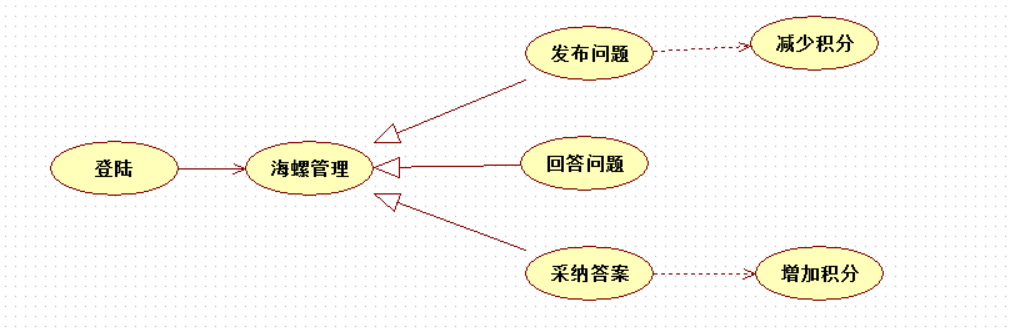 减少积分
发布问题
登陆
海螺管理
回答问题
采纳答案
增加积分